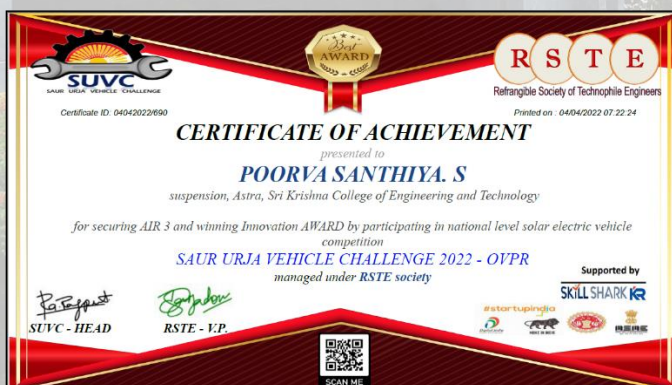 SUVC
SAUR URJA VEHICLE CHALLENGE
Best
AWARD
R S T E
Refrangible Society of Technophile Engineers
Certificate ID: 04042022/690
Printed on : 04/04/2022 07:22:24
CERTIFICATE OF ACHIEVEMENT
presented to
POORVA SANTHIYA. S
suspension, Astra, Sri Krishna College of Engineering and Technology
for securing AIR 3 and winning Innovation AWARD by participating in national level solar electric vehicle
competition
SAUR URJA VEHICLE CHALLENGE 2022 - OVPR
managed under RSTE society
Supported by
SKILL SHARK
#startupindia
MAKE IN INDIA
SUVC - HEAD
RSTE - V.P.
SCAN ME